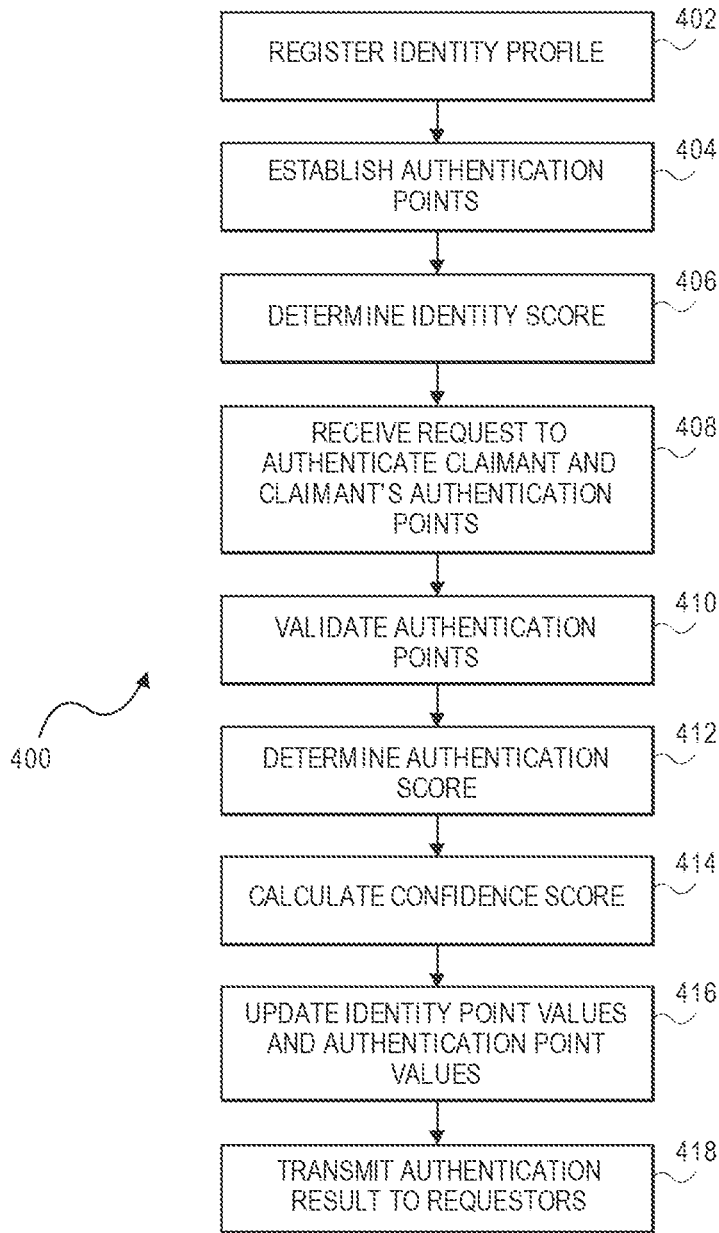 402
REGISTER IDENTITY PROFILE
404
ESTABLISH AUTHENTICATION
POINTS
406
DETERMINE IDENTITY SCORE
408
RECEIVE REQUEST TO
AUTHENTICATE CLAIMANT AND
CLAIMANT'S AUTHENTICATION
POINTS
410
VALIDATE AUTHENTICATION
POINTS
400
412
DETERMINE AUTHENTICATION
SCORE
414
CALCULATE CONFIDENCE SCORE
416
UPDATE IDENTITY POINT VALUES
AND AUTHENTICATION POINT
VALUES
418
TRANSMIT AUTHENTICATION
RESULT TO REQUESTORS